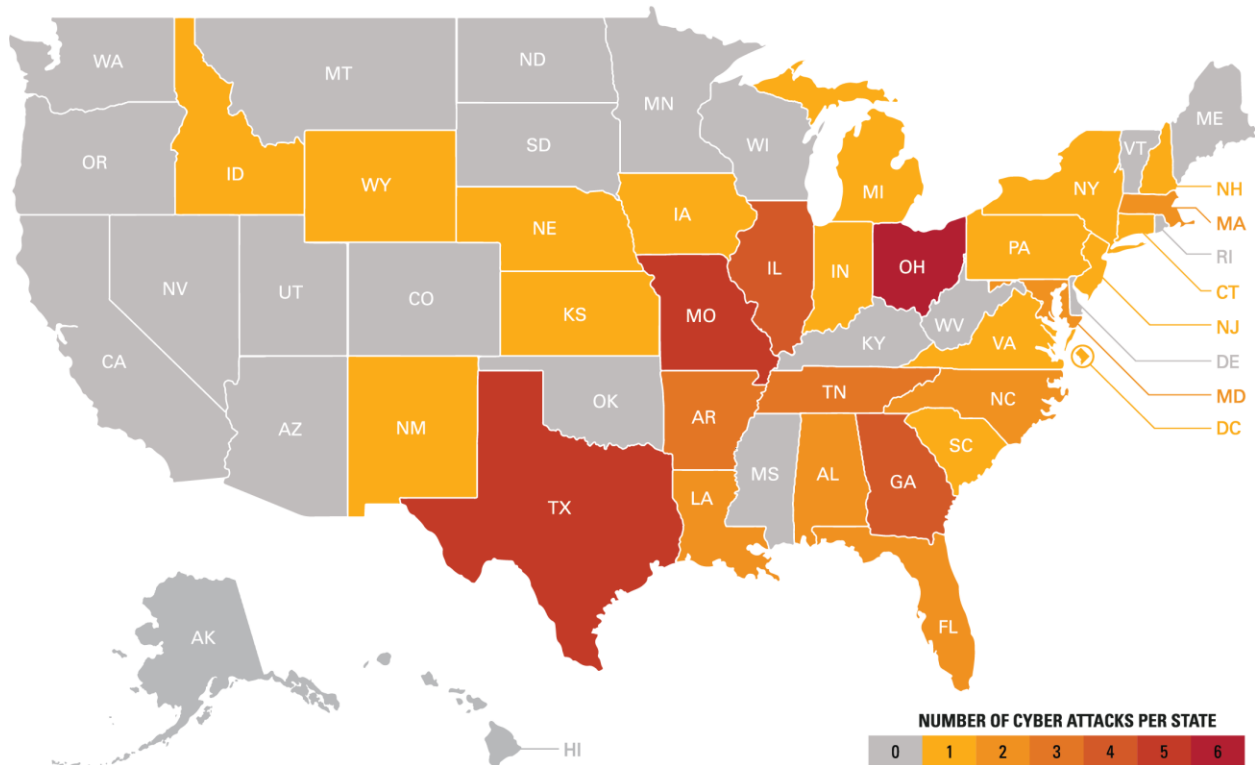 WA
MT
ND
MN
ME
OR
ID
SD
WI
VT
WY
MI
NY
NH
MA
NE
IA
RI
NV
UT
CO
IL
IN
OH
PA
CT
KS
MO
WV
NJ
CA
KY
VA
DE
AZ
NM
OK
AR
TN
NC
MD
DC
MS
AL
GA
SC
LA
TX
FL
AK
HI
NUMBER OF CYBER ATTACKS PER STATE
0 1 2 3 4 5 6